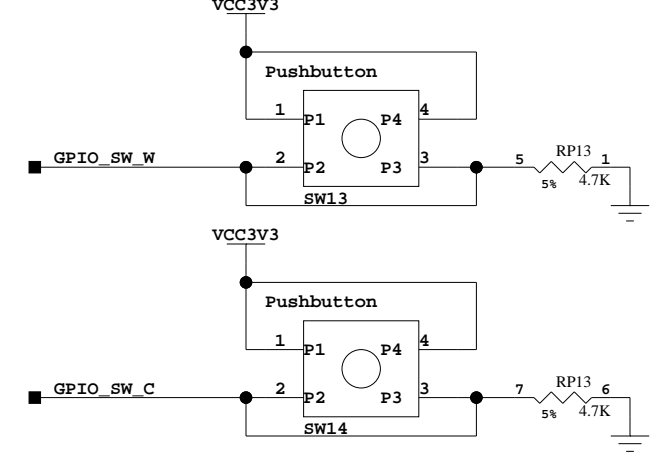 VCC3V3
Pushbutton
1 P1 P4 4
GPIO_SW_W 2 P2 P3 3 5 RP13 1
5% 4.7K
SW13
VCC3V3
Pushbutton
1 P1 P4 4
GPIO_SW_C 2 P2 P3 3 7 RP13 6
5% 4.7K
SW14